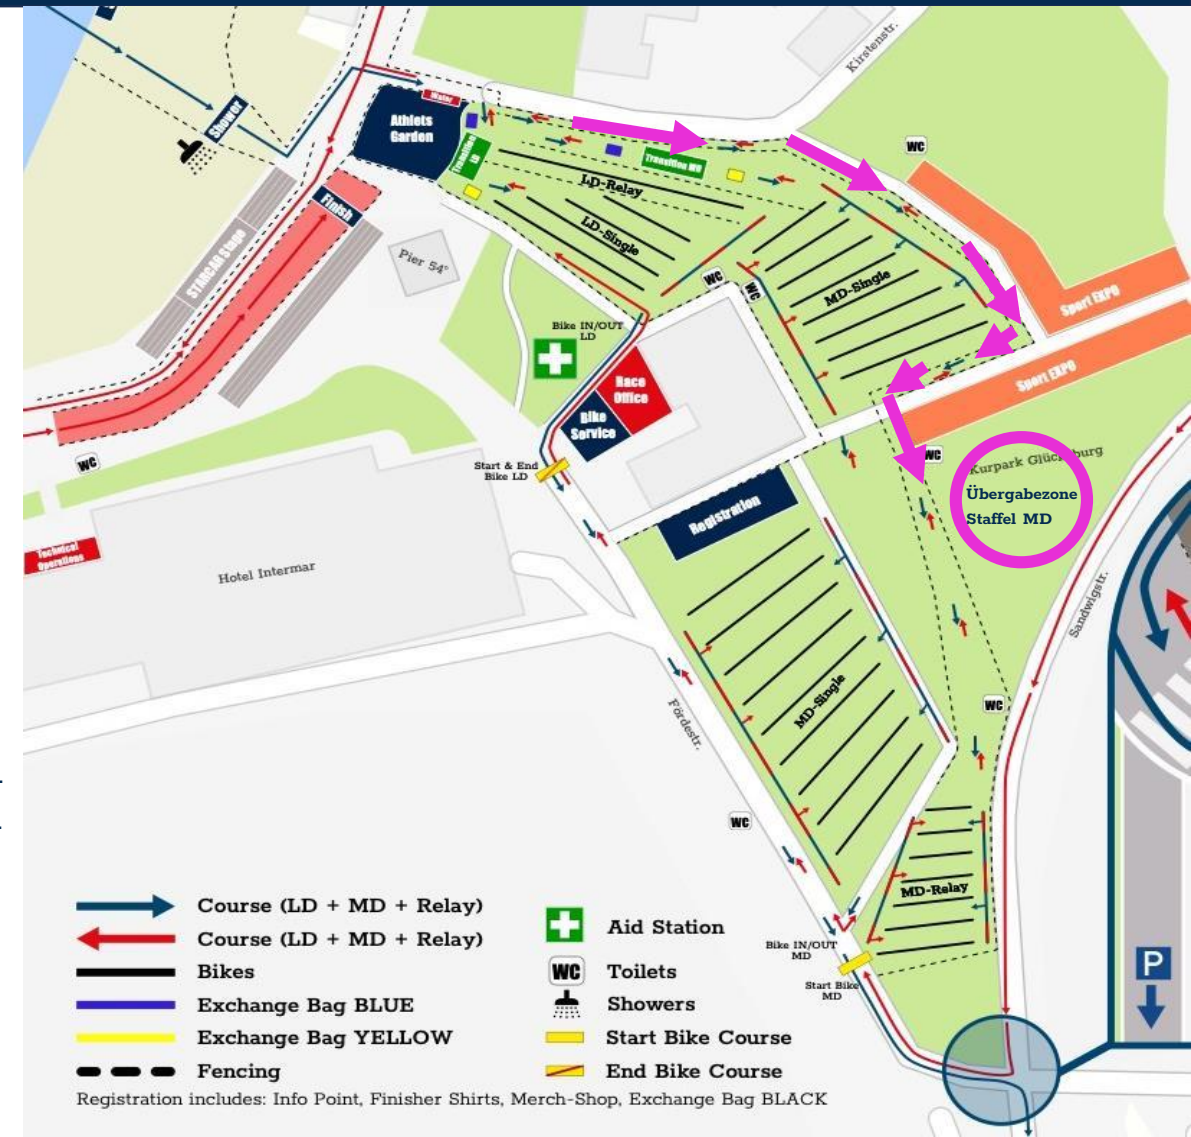 Kirstenstr.
Shower
Water
Athlets
Garden
Transition
LD
Transition MD
WC
LD-Relay
LD-Single
Finish
STARCAR Stage
Pier 54°
WC
WC
MD-Single
Sport EXPO
Sport EXPO
Bike IN/OUT
LD
Race
Office
Bike
Service
WC
Start & End
Bike LD
WC
Kurpark Glücksburg
Übergabezone
Staffel MD
Registration
Technical
Operations
Hotel Intermar
Sandwigstr.
MD-Single
Fördestr.
WC
WC
MD-Relay
Bike IN/OUT
MD
Start Bike
MD
P
Course (LD + MD + Relay)
Course (LD + MD + Relay)
Bikes
Exchange Bag BLUE
Exchange Bag YELLOW
Fencing
Aid Station
WC Toilets
Showers
Start Bike Course
End Bike Course
Registration includes: Info Point, Finisher Shirts, Merch-Shop, Exchange Bag BLACK